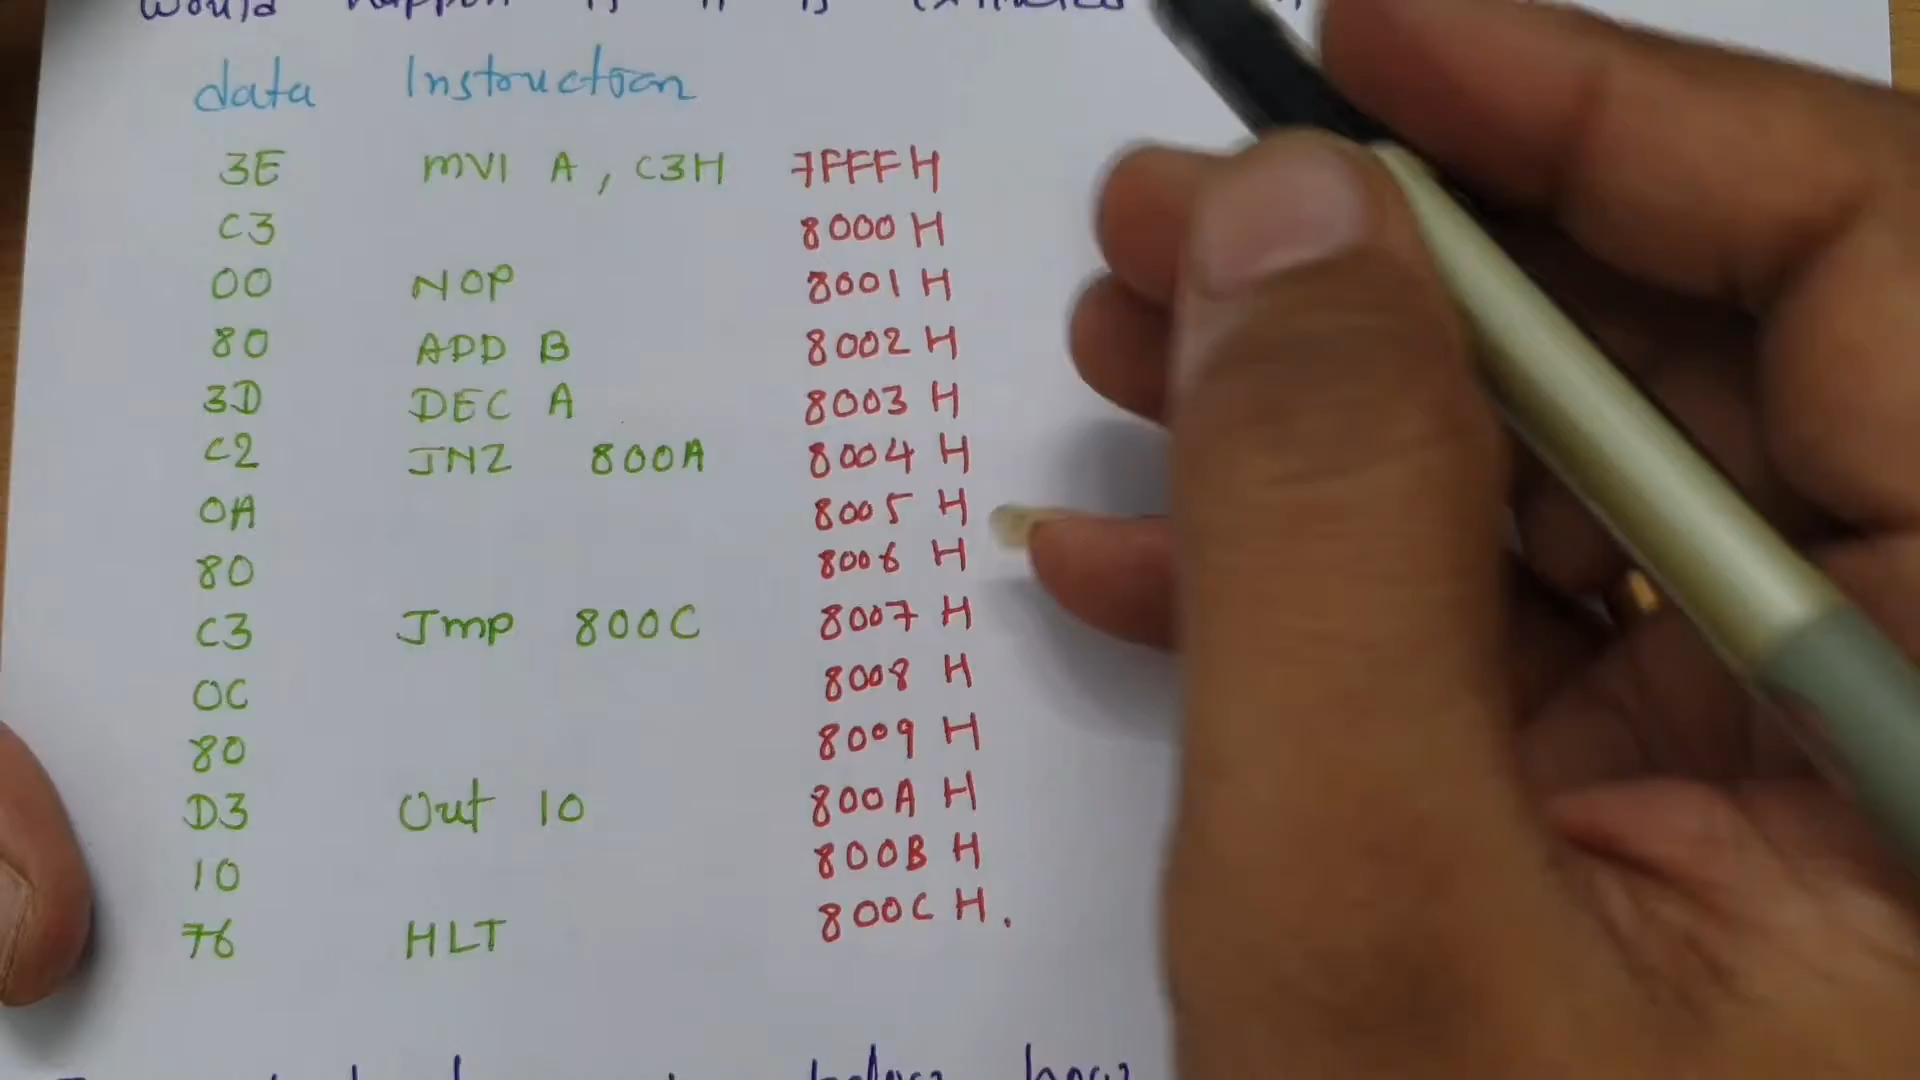 data Instruction
3E MVI A , C3H 7FFFH
C3 8000 H
00 NOP 8001 H
80 ADD B 8002 H
3D DEC A 8003 H
C2 JNZ 800A 8004 H
0A 8005 H
80 8006 H
C3 Jmp 800C 8007 H
0C 8008 H
80 8009 H
D3 Out 10 800A H
10 800B H
76 HLT 800C H.